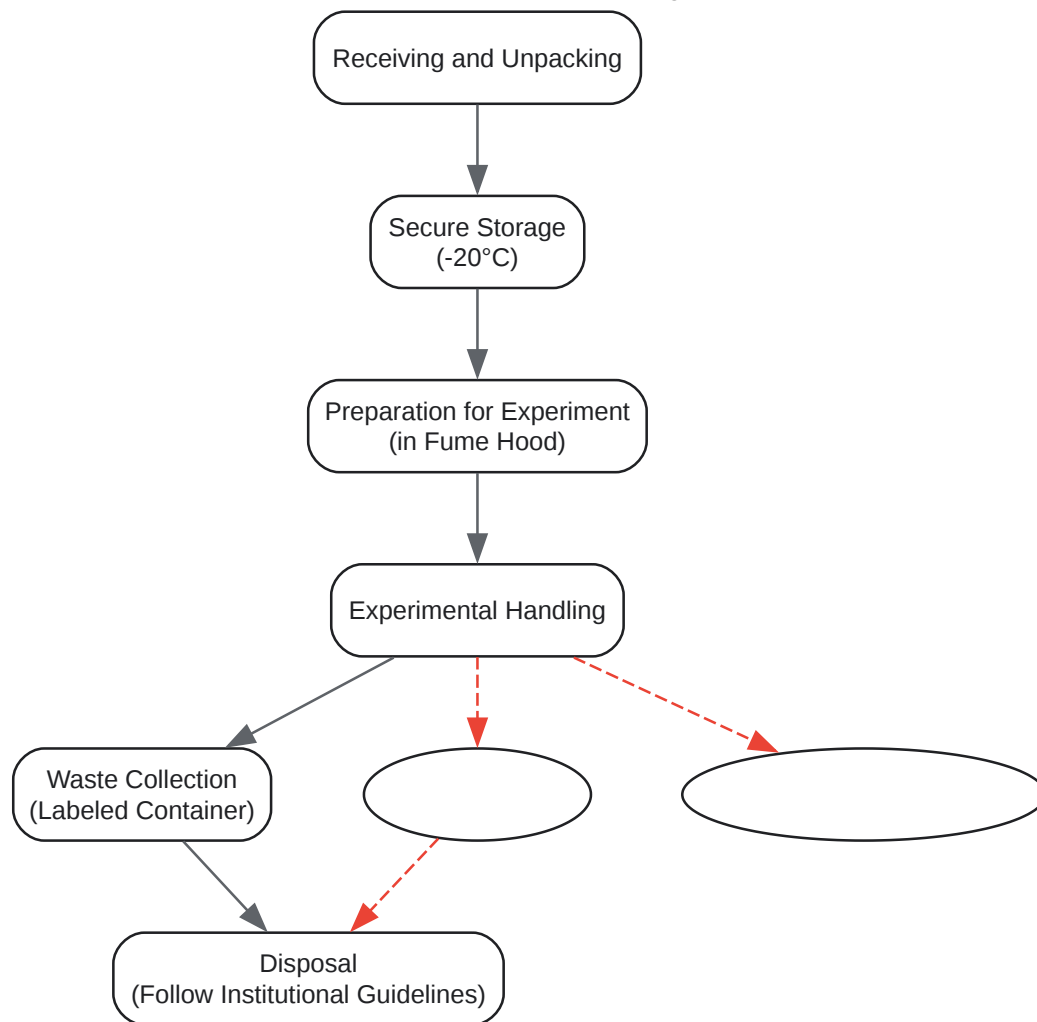 Receiving and Unpacking
Secure Storage
(-20°C)
Preparation for Experiment
(in Fume Hood)
Experimental Handling
Waste Collection
(Labeled Container)
Disposal
(Follow Institutional Guidelines)